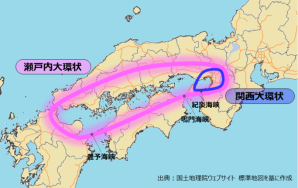 瀬戸内大環状
関西大環状
紀淡海峡
鳴門海峡
豊予海峡
出典：国土地理院ウェブサイト 標準地図を基に作成